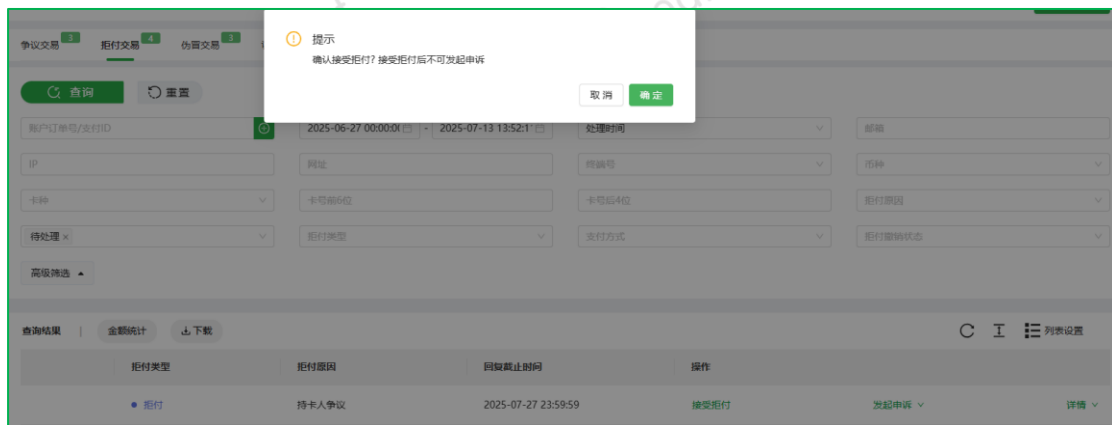 争议交易 3 拒付交易 4 伪冒交易 3
提示
确认接受拒付? 接受拒付后不可发起申诉
取 消 确 定
查询 重置
账户订单号/支付ID 2025-06-27 00:00:0 - 2025-07-13 13:52:1 处理时间 邮箱
IP 网址 终端号 币种
卡种 卡号前6位 卡号后4位 拒付原因
待处理 × 拒付类型 支付方式 拒付撤销状态
高级筛选
查询结果 | 金额统计 下载 列表设置
拒付类型 拒付原因 回复截止时间 操作
拒付 持卡人争议 2025-07-27 23:59:59 接受拒付 发起申诉 详情